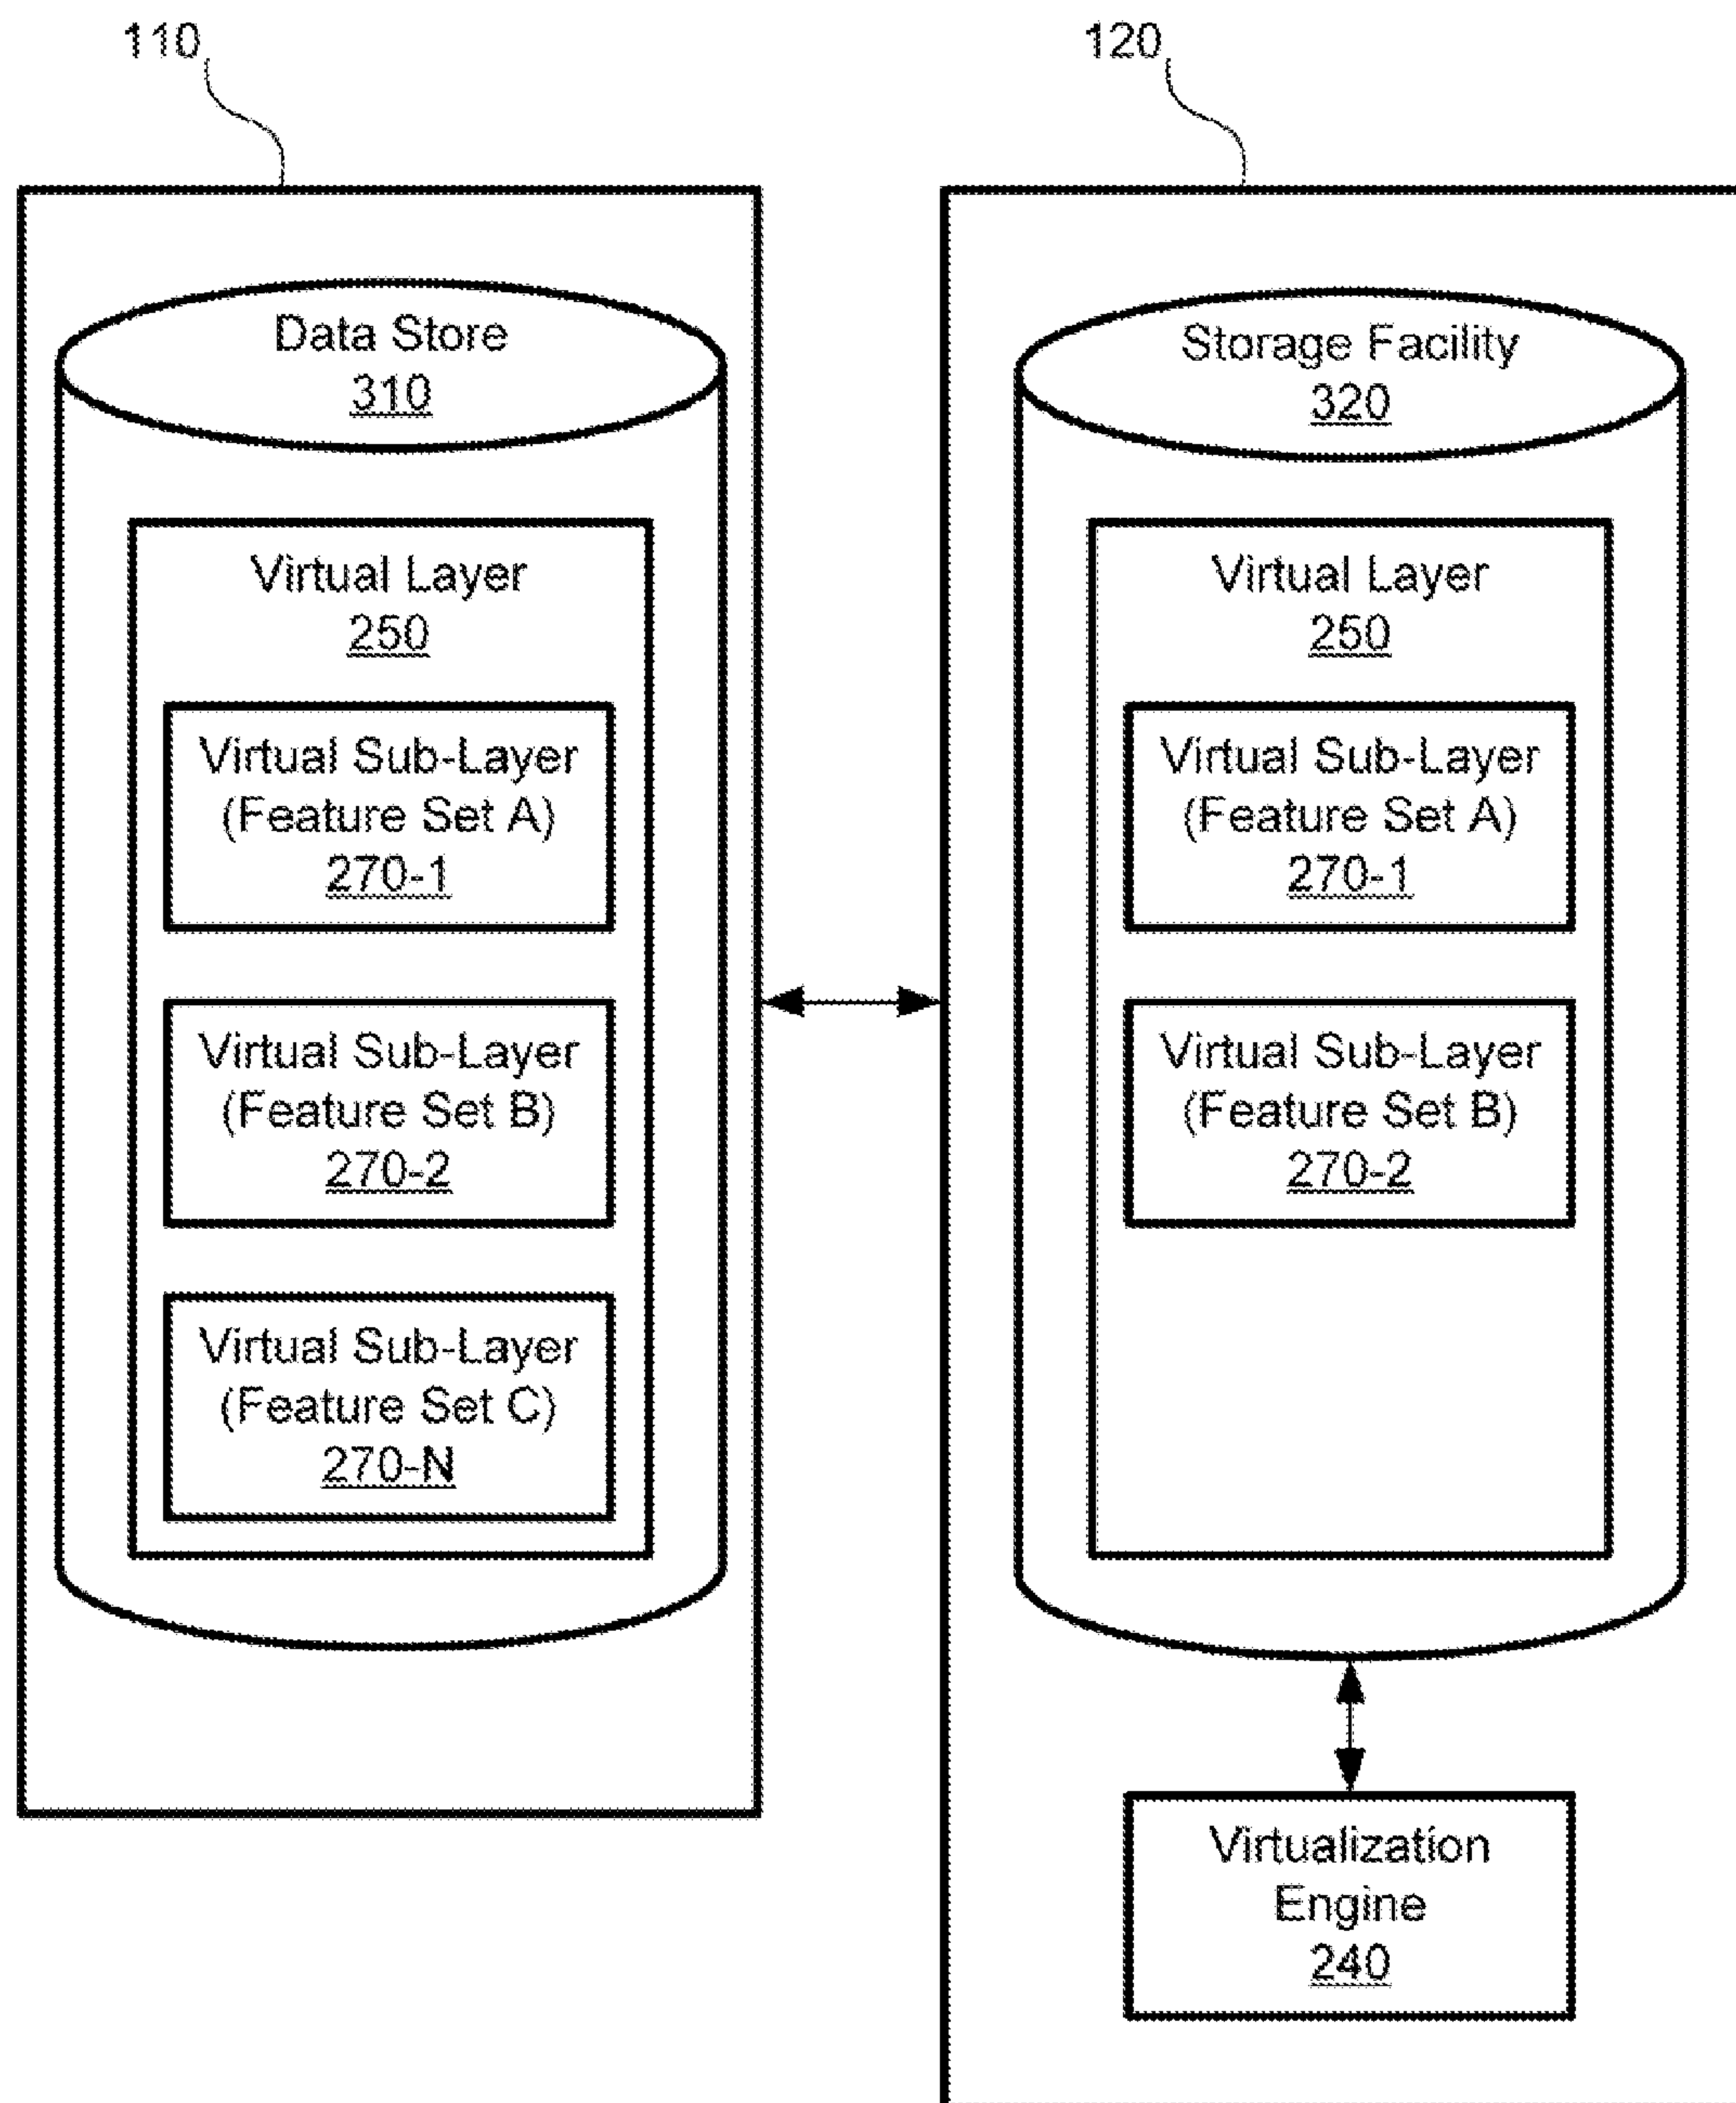 110
120
Data Store
310
Virtual Layer
250
Virtual Sub-Layer
(Feature Set A)
270-1
Virtual Sub-Layer
(Feature Set B)
270-2
Virtual Sub-Layer
(Feature Set C)
270-N
Storage Facility
320
Virtual Layer
250
Virtual Sub-Layer
(Feature Set A)
270-1
Virtual Sub-Layer
(Feature Set B)
270-2
Virtualization
Engine
240